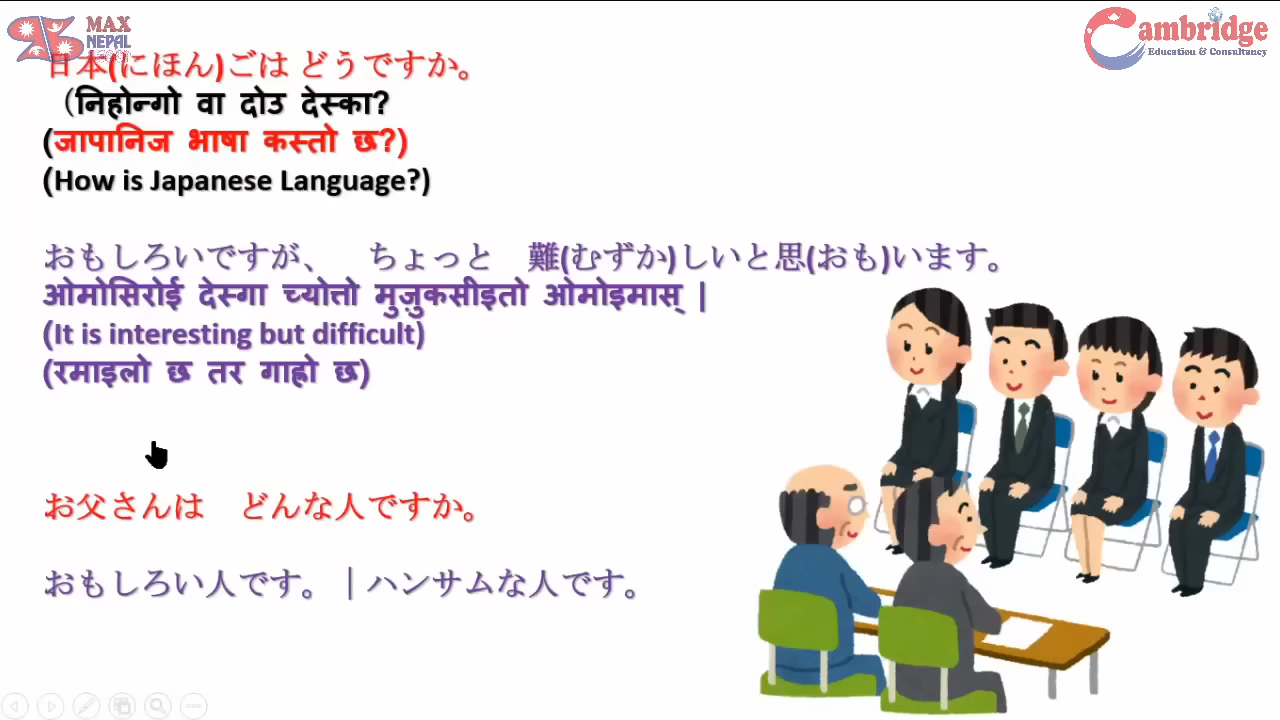 MAX
NEPAL
Cambridge
Education & Consultancy
日本(にほん)ごは どうですか。
(निहोन्गो वा दोउ देस्का?
(जापानिज भाषा कस्तो छ?)
(How is Japanese Language?)
おもしろいですが、 ちょっと 難(むずか)しいと思(おも)います。
ओमोसिरोई देस्गा च्योत्तो मुजुकसीइतो ओमोइमास् |
(It is interesting but difficult)
(रमाइलो छ तर गाह्रो छ)
お父さんは どんな人ですか。
おもしろい人です。|ハンサムな人です。